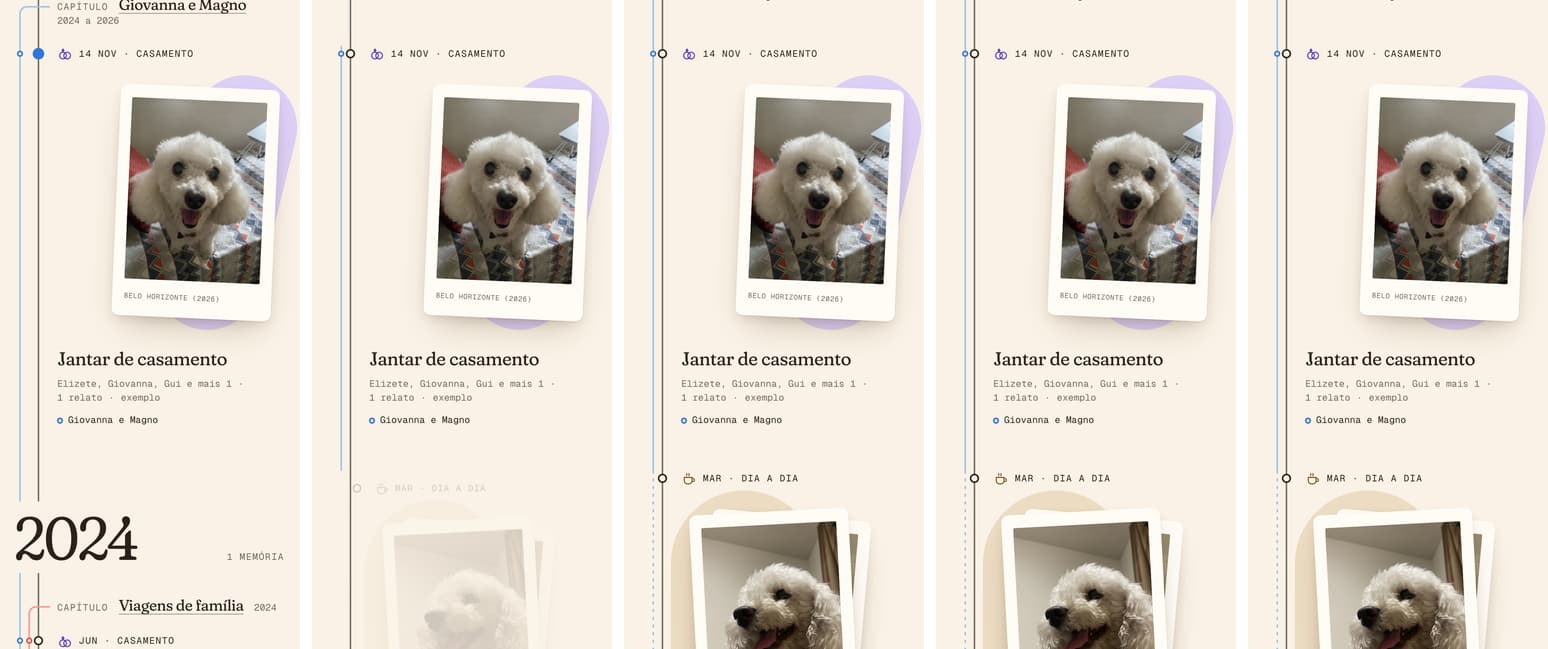 CAPÍTULO Giovanna e Magno
2024 a 2026
14 NOV · CASAMENTO
BELO HORIZONTE (2026)
Jantar de casamento
Elizete, Giovanna, Gui e mais 1 ·
1 relato · exemplo
Giovanna e Magno
2024
1 MEMÓRIA
CAPÍTULO Viagens de família 2024
JUN · CASAMENTO
14 NOV · CASAMENTO
BELO HORIZONTE (2026)
Jantar de casamento
Elizete, Giovanna, Gui e mais 1 ·
1 relato · exemplo
Giovanna e Magno
MAR · DIA A DIA
14 NOV · CASAMENTO
BELO HORIZONTE (2026)
Jantar de casamento
Elizete, Giovanna, Gui e mais 1 ·
1 relato · exemplo
Giovanna e Magno
MAR · DIA A DIA
14 NOV · CASAMENTO
BELO HORIZONTE (2026)
Jantar de casamento
Elizete, Giovanna, Gui e mais 1 ·
1 relato · exemplo
Giovanna e Magno
MAR · DIA A DIA
14 NOV · CASAMENTO
BELO HORIZONTE (2026)
Jantar de casamento
Elizete, Giovanna, Gui e mais 1 ·
1 relato · exemplo
Giovanna e Magno
MAR · DIA A DIA